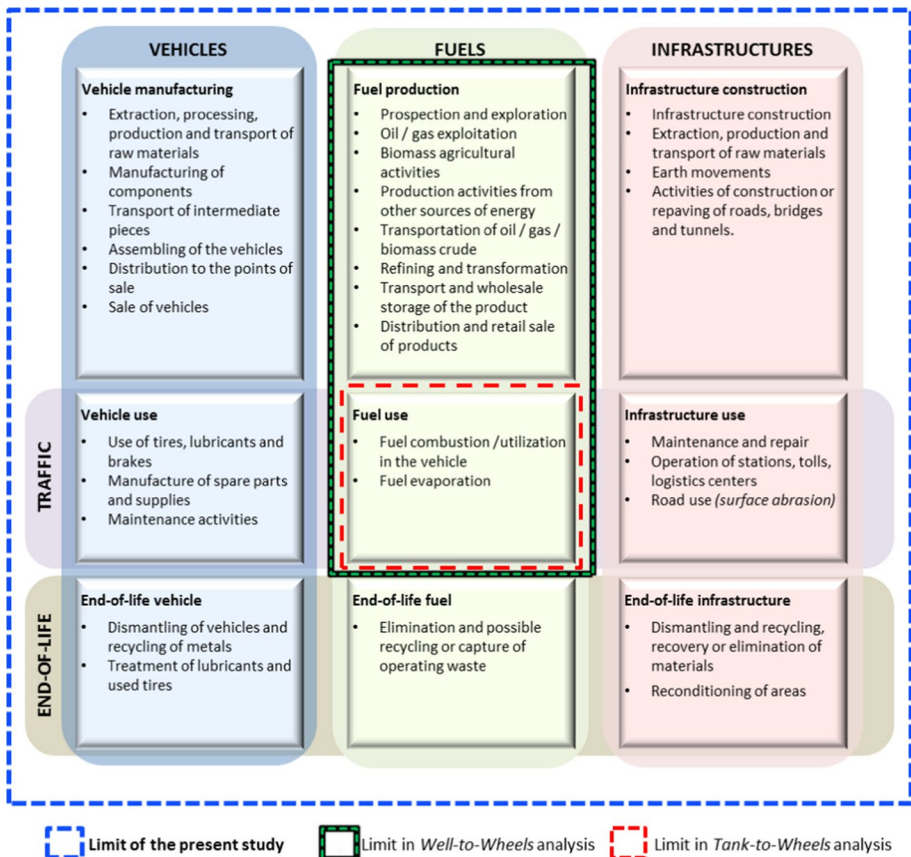 VEHICLES
FUELS
INFRASTRUCTURES
Vehicle manufacturing
• Extraction, processing,
production and transport of
raw materials
• Manufacturing of
components
• Transport of intermediate
pieces
• Assembling of the vehicles
• Distribution to the points of
sale
• Sale of vehicles
Fuel production
• Prospection and exploration
• Oil / gas exploitation
• Biomass agricultural
activities
• Production activities from
other sources of energy
• Transportation of oil / gas /
biomass crude
• Refining and transformation
• Transport and wholesale
storage of the product
• Distribution and retail sale
of products
Infrastructure construction
• Infrastructure construction
• Extraction, production and
transport of raw materials
• Earth movements
• Activities of construction or
repaving of roads, bridges
and tunnels.
TRAFFIC
Vehicle use
• Use of tires, lubricants and
brakes
• Manufacture of spare parts
and supplies
• Maintenance activities
Fuel use
• Fuel combustion /utilization
in the vehicle
• Fuel evaporation
Infrastructure use
• Maintenance and repair
• Operation of stations, tolls,
logistics centers
• Road use (surface abrasion)
END-OF-LIFE
End-of-life vehicle
• Dismantling of vehicles and
recycling of metals
• Treatment of lubricants and
used tires
End-of-life fuel
• Elimination and possible
recycling or capture of
operating waste
End-of-life infrastructure
• Dismantling and recycling,
recovery or elimination of
materials
• Reconditioning of areas
Limit of the present study
Limit in Well-to-Wheels analysis
Limit in Tank-to-Wheels analysis